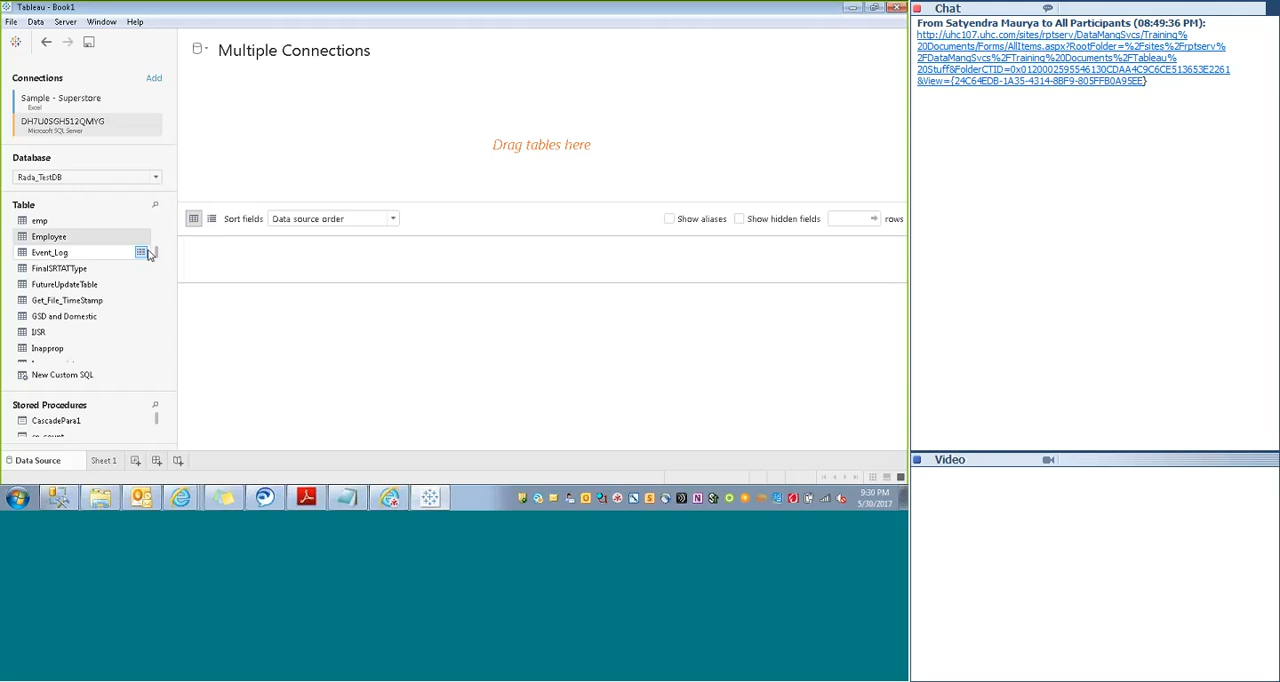 Tableau - Book1
File Data Server Window Help
Connections Add
Sample - Superstore
Excel
DH7U0SGH512QMYG
Microsoft SQL Server
Database
Rada_TestDB
Table
emp
Employee
Event_Log
FinalSRTATType
FutureUpdateTable
Get_File_TimeStamp
GSD and Domestic
IJSR
Inapprop
New Custom SQL
Stored Procedures
CascadePara1
Multiple Connections
Drag tables here
Sort fields Data source order Show aliases Show hidden fields rows
Data Source Sheet 1
9:30 PM
5/30/2017
Chat
From Satyendra Maurya to All Participants (08:49:36 PM):
http://uhc107.uhc.com/sites/rptserv/DataMangSvcs/Training%
20Documents/Forms/AllItems.aspx?RootFolder=%2Fsites%2Frptserv%
2FDataMangSvcs%2FTraining%20Documents%2FTableau%
20Stuff&FolderCTID=0x0120002595546130CDAA4C9C6CE513653E2261
&View={24C64EDB-1A35-4314-8BF9-805FFB0A95EE}
Video